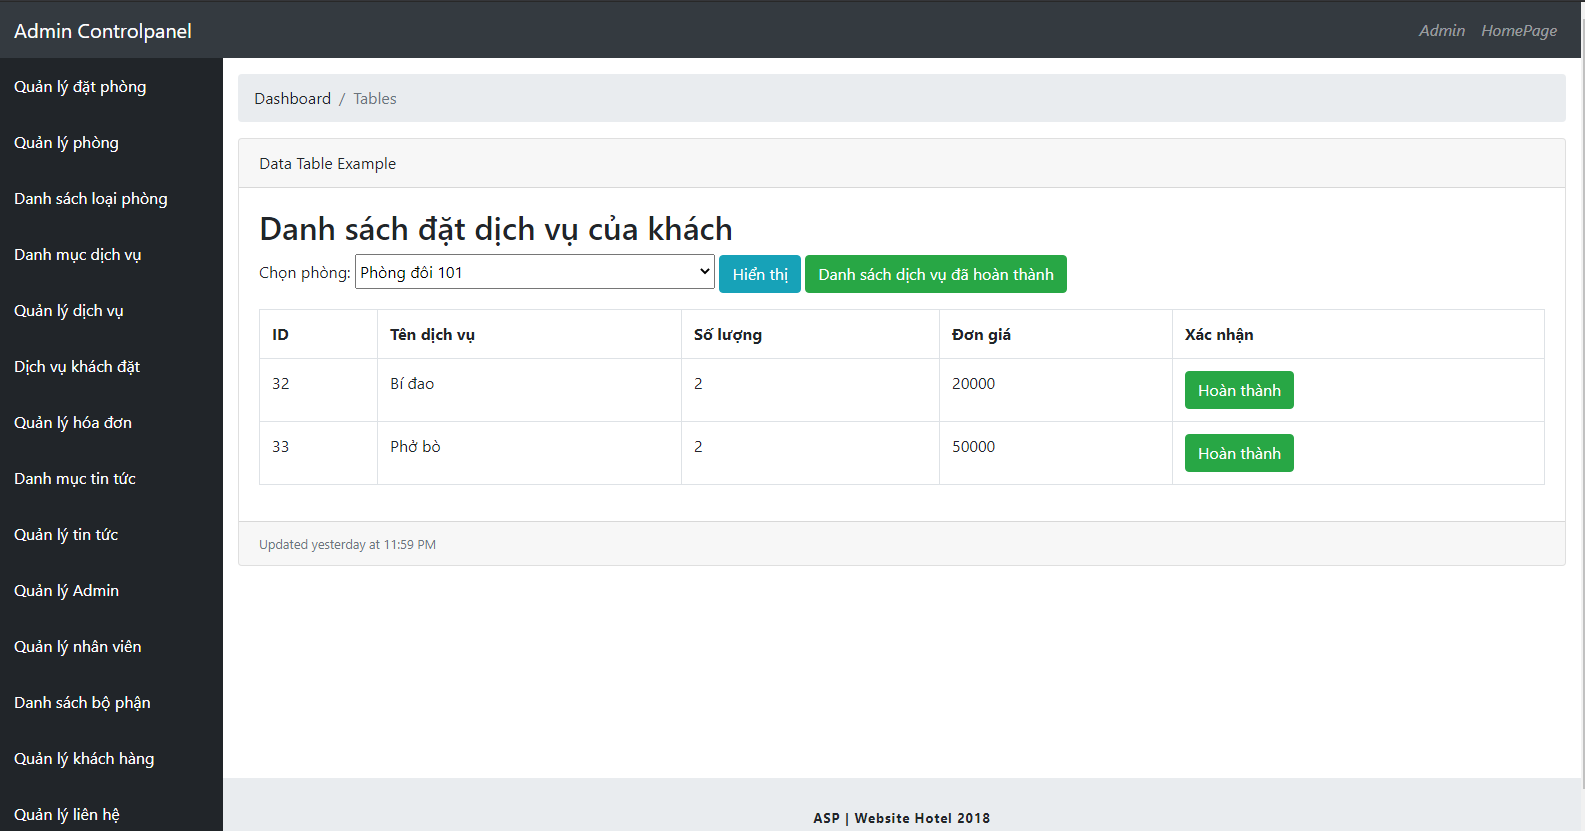 Admin Controlpanel
Admin HomePage
Quản lý đặt phòng
Quản lý phòng
Danh sách loại phòng
Danh mục dịch vụ
Quản lý dịch vụ
Dịch vụ khách đặt
Quản lý hóa đơn
Danh mục tin tức
Quản lý tin tức
Quản lý Admin
Quản lý nhân viên
Danh sách bộ phận
Quản lý khách hàng
Quản lý liên hệ
Dashboard / Tables
Data Table Example
Danh sách đặt dịch vụ của khách
Chọn phòng: Phòng đôi 101 Hiển thị Danh sách dịch vụ đã hoàn thành
ID Tên dịch vụ Số lượng Đơn giá Xác nhận
32 Bí đao 2 20000 Hoàn thành
33 Phở bò 2 50000 Hoàn thành
Updated yesterday at 11:59 PM
ASP | Website Hotel 2018